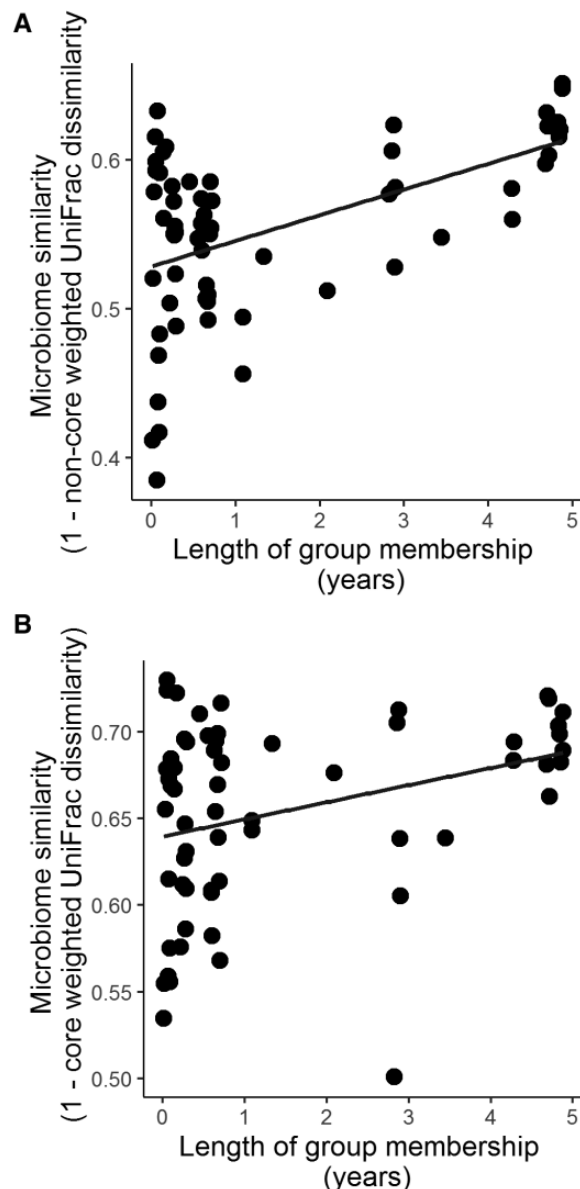 A
Microbiome similarity
(1 - non-core weighted UniFrac dissimilarity
0.6
0.5
0.4
0 1 2 3 4 5
Length of group membership
(years)
B
Microbiome similarity
(1 - core weighted UniFrac dissimilarity)
0.70
0.65
0.60
0.55
0.50
0 1 2 3 4 5
Length of group membership
(years)